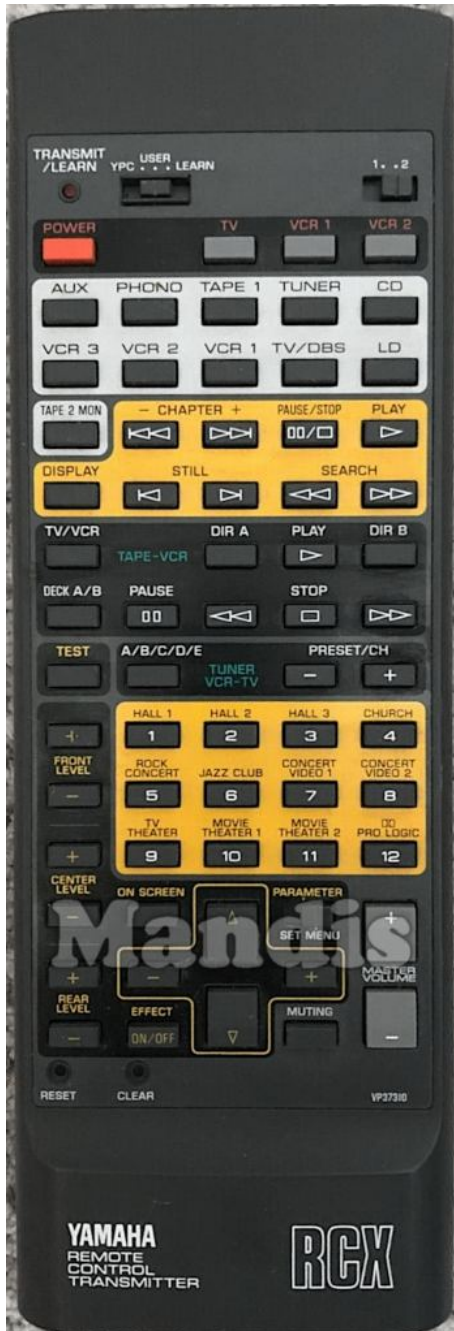 TRANSMIT
/LEARN
USER
YPC . . . LEARN
1 . . 2
POWER TV VCR 1 VCR 2
AUX PHONO TAPE 1 TUNER CD
VCR 3 VCR 2 VCR 1 TV/DBS LD
TAPE 2 MON - CHAPTER + PAUSE/STOP PLAY
DISPLAY STILL SEARCH
TV/VCR TAPE-VCR DIR A PLAY DIR B
DECK A/B PAUSE STOP
TEST A/B/C/D/E TUNER PRESET/CH
VCR-TV - +
HALL 1 HALL 2 HALL 3 CHURCH
1 2 3 4
FRONT
LEVEL
+
-
ROCK
CONCERT JAZZ CLUB CONCERT
VIDEO 1 CONCERT
VIDEO 2
5 6 7 8
TV
THEATER MOVIE
THEATER 1 MOVIE
THEATER 2 PRO LOGIC
9 10 11 12
+
CENTER
LEVEL
-
ON SCREEN PARAMETER
SET MENU
+
Mandis
- +
MASTER
VOLUME
+
REAR
LEVEL
-
EFFECT
ON/OFF
MUTING
-
RESET CLEAR VP37310
YAMAHA
REMOTE
CONTROL
TRANSMITTER
RCX